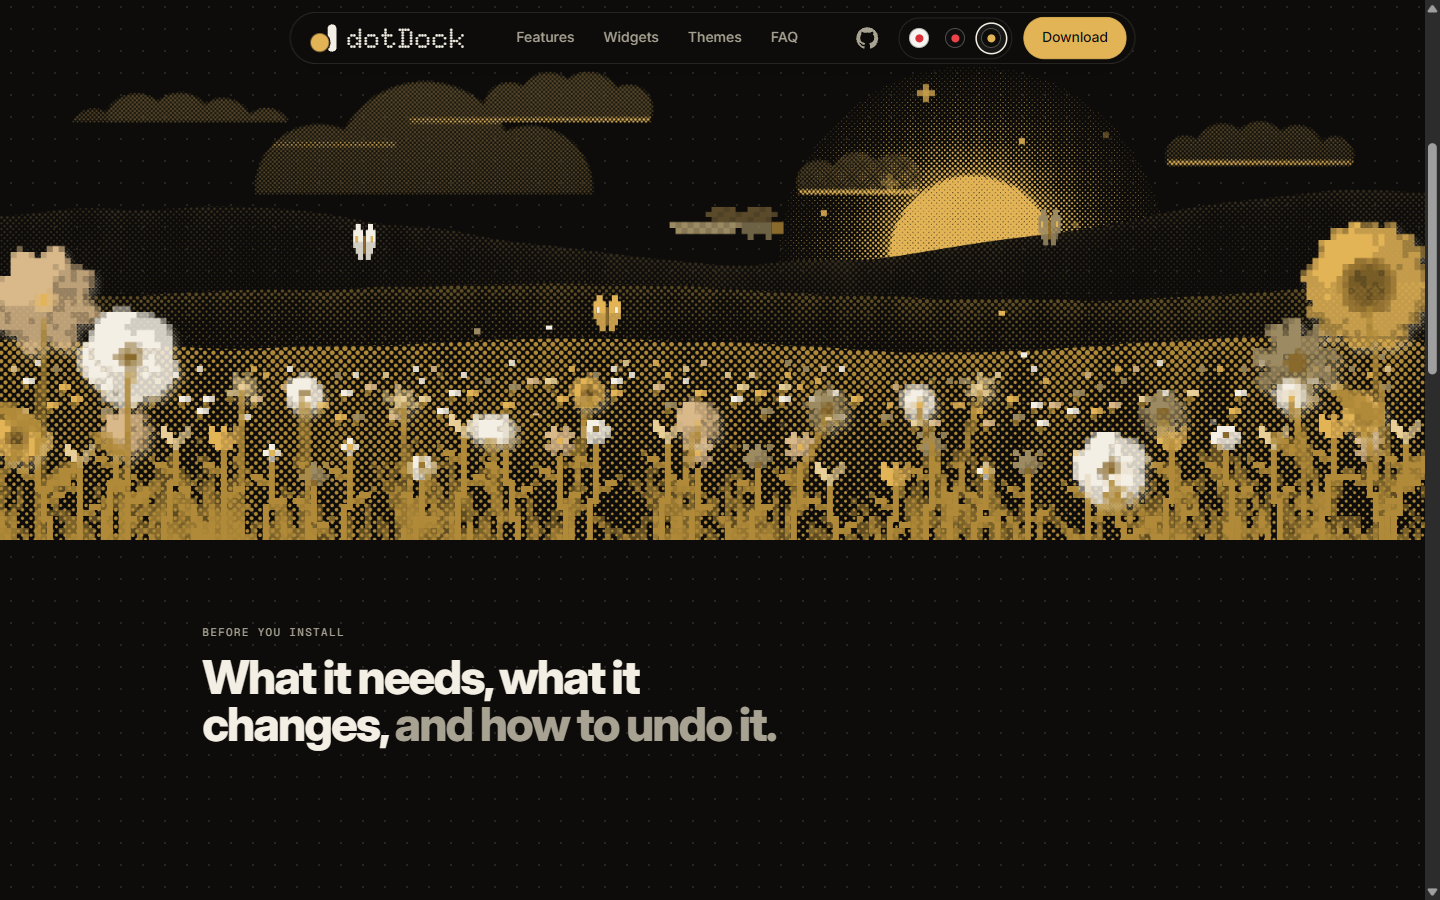 dotDock
Features
Widgets
Themes
FAQ
Download
BEFORE YOU INSTALL
What it needs, what it
changes, and how to undo it.